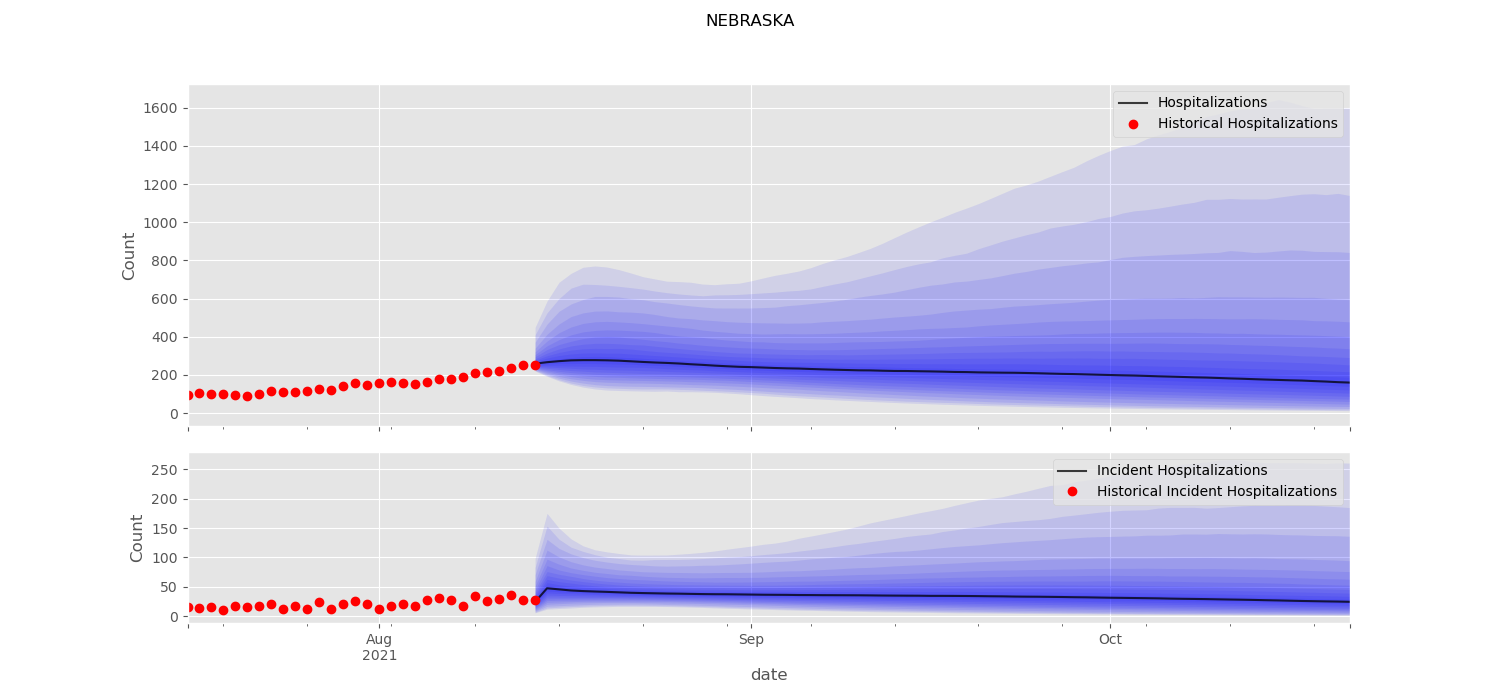 NEBRASKA
Hospitalizations
Historical Hospitalizations
Count
1600
1400
1200
1000
800
600
400
200
0
Incident Hospitalizations
Historical Incident Hospitalizations
Count
250
200
150
100
50
0
Aug
2021
Sep
Oct
date